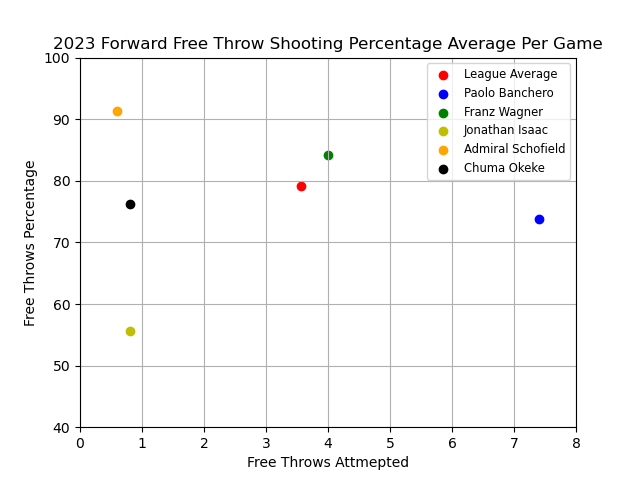 2023 Forward Free Throw Shooting Percentage Average Per Game
100
90
80
70
60
50
40
Free Throws Percentage
League Average
Paolo Banchero
Franz Wagner
Jonathan Isaac
Admiral Schofield
Chuma Okeke
0 1 2 3 4 5 6 7 8
Free Throws Attmepted